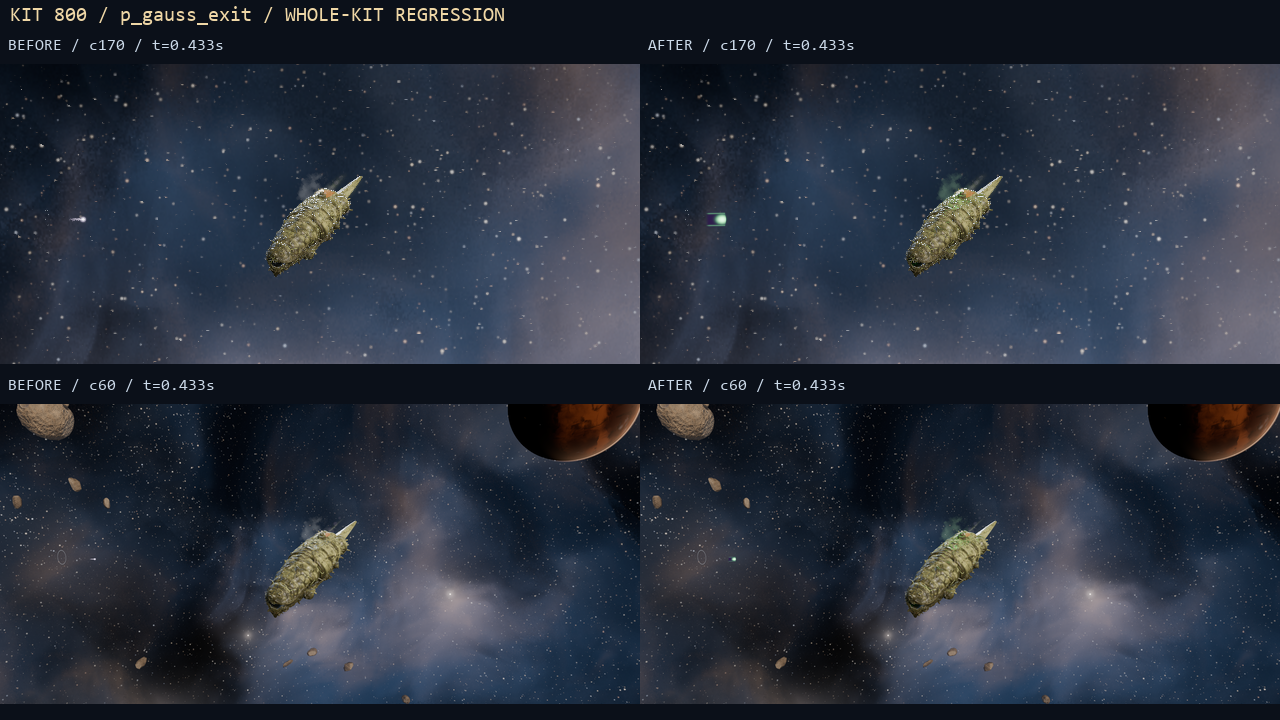 KIT 800 / p_gauss_exit / WHOLE-KIT REGRESSION
BEFORE / c170 / t=0.433s
AFTER / c170 / t=0.433s
BEFORE / c60 / t=0.433s
AFTER / c60 / t=0.433s